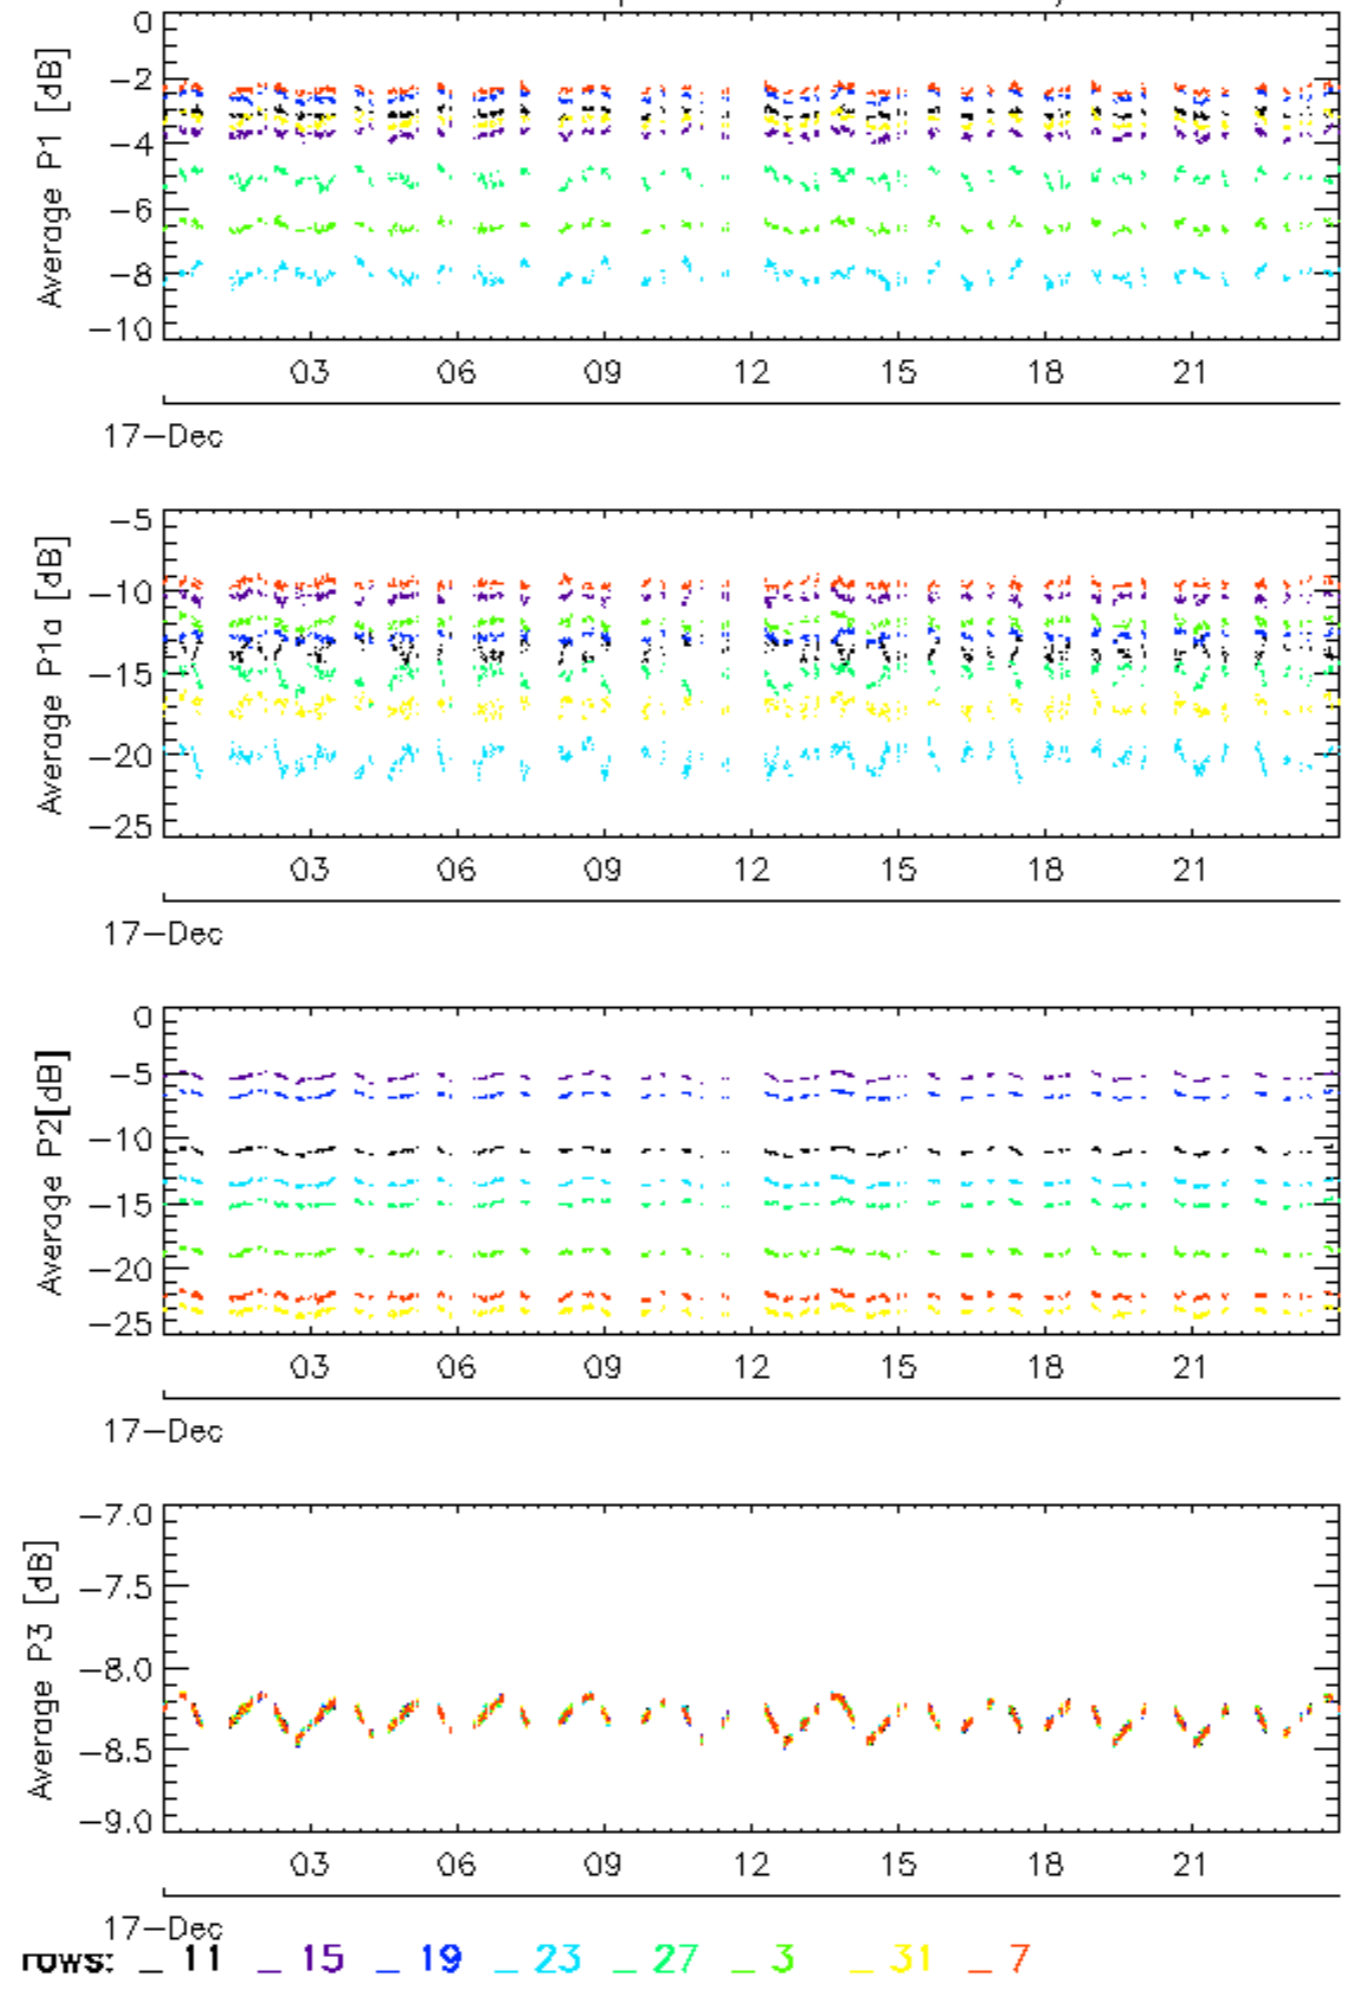 Average P1 [dB]
0
−2
−4
−6
−8
−10
03 06 09 12 15 18 21
17−Dec
Average P1a [dB]
−5
−10
−15
−20
−25
03 06 09 12 15 18 21
17−Dec
Average P2[dB]
0
−5
−10
−15
−20
−25
03 06 09 12 15 18 21
17−Dec
Average P3 [dB]
−7.0
−7.5
−8.0
−8.5
−9.0
03 06 09 12 15 18 21
17−Dec
rows: _ 11 _ 15 _ 19 _ 23 _ 27 _ 3 _ 31 _ 7